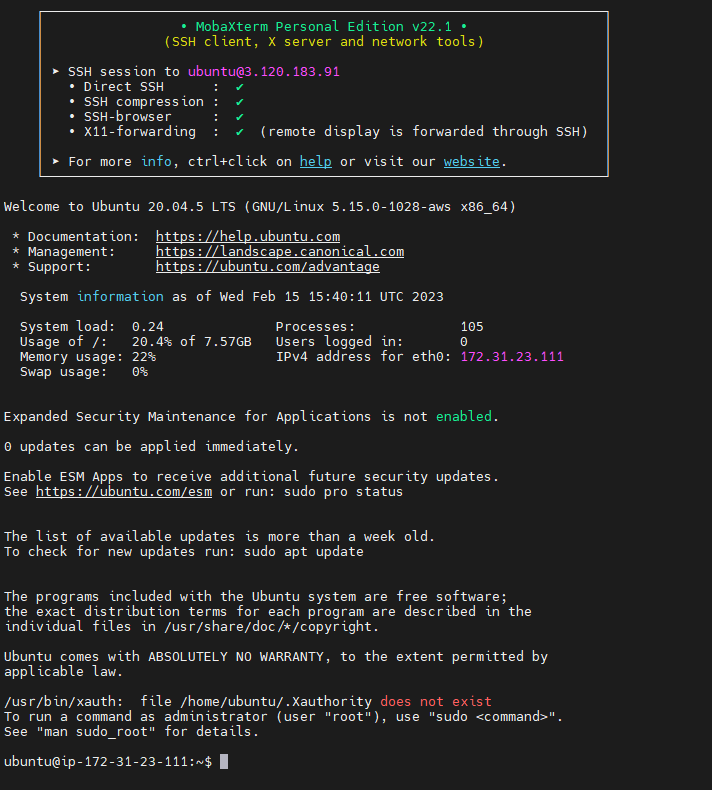 • MobaXterm Personal Edition v22.1 •
(SSH client, X server and network tools)
➤ SSH session to ubuntu@3.120.183.91
• Direct SSH : ✔
• SSH compression : ✔
• SSH-browser : ✔
• X11-forwarding : ✔ (remote display is forwarded through SSH)
➤ For more info, ctrl+click on help or visit our website.
Welcome to Ubuntu 20.04.5 LTS (GNU/Linux 5.15.0-1028-aws x86_64)
* Documentation: https://help.ubuntu.com
* Management: https://landscape.canonical.com
* Support: https://ubuntu.com/advantage
System information as of Wed Feb 15 15:40:11 UTC 2023
System load: 0.24 Processes: 105
Usage of /: 20.4% of 7.57GB Users logged in: 0
Memory usage: 22% IPv4 address for eth0: 172.31.23.111
Swap usage: 0%
Expanded Security Maintenance for Applications is not enabled.
0 updates can be applied immediately.
Enable ESM Apps to receive additional future security updates.
See https://ubuntu.com/esm or run: sudo pro status
The list of available updates is more than a week old.
To check for new updates run: sudo apt update
The programs included with the Ubuntu system are free software;
the exact distribution terms for each program are described in the
individual files in /usr/share/doc/*/copyright.
Ubuntu comes with ABSOLUTELY NO WARRANTY, to the extent permitted by
applicable law.
/usr/bin/xauth: file /home/ubuntu/.Xauthority does not exist
To run a command as administrator (user "root"), use "sudo <command>".
See "man sudo_root" for details.
ubuntu@ip-172-31-23-111:~$